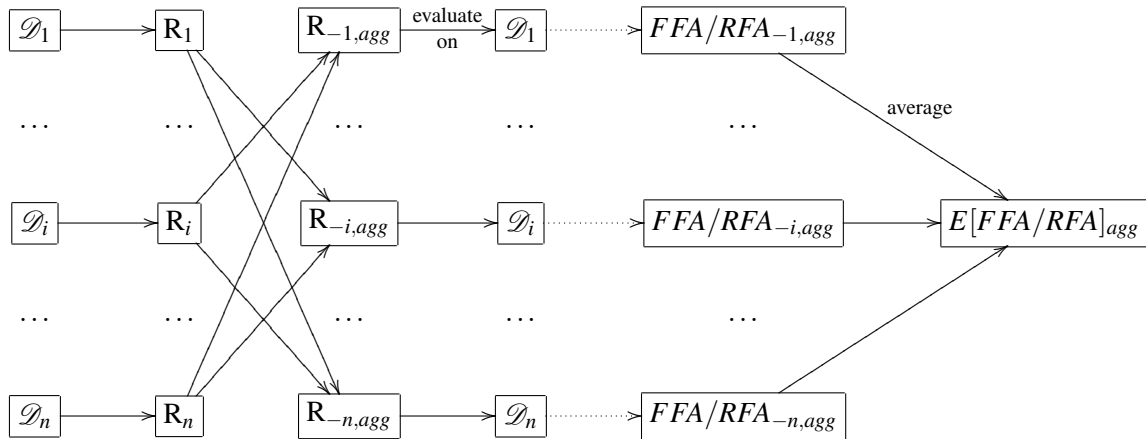 𝒟₁ R₁ R₋₁,agg evaluate on 𝒟₁ FFA/RFA₋₁,agg
… … … … … average
𝒟ᵢ Rᵢ R₋ᵢ,agg 𝒟ᵢ FFA/RFA₋ᵢ,agg E[FFA/RFA]agg
… … … … …
𝒟ₙ Rₙ R₋ₙ,agg 𝒟ₙ FFA/RFA₋ₙ,agg